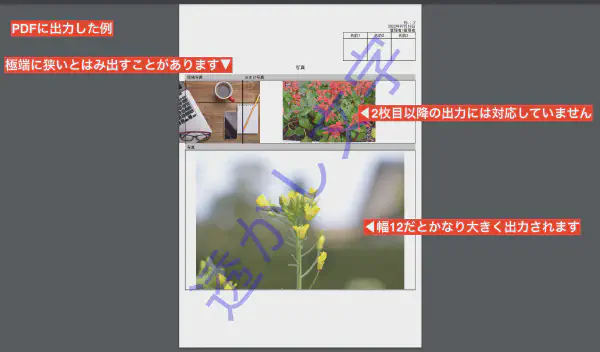 PDFに出力した例
極端に狭いとはみ出すことがあります▼
写真
◀2枚目以降の出力には対応していません
写真
◀幅12だとかなり大きく出力されます
透かし文字